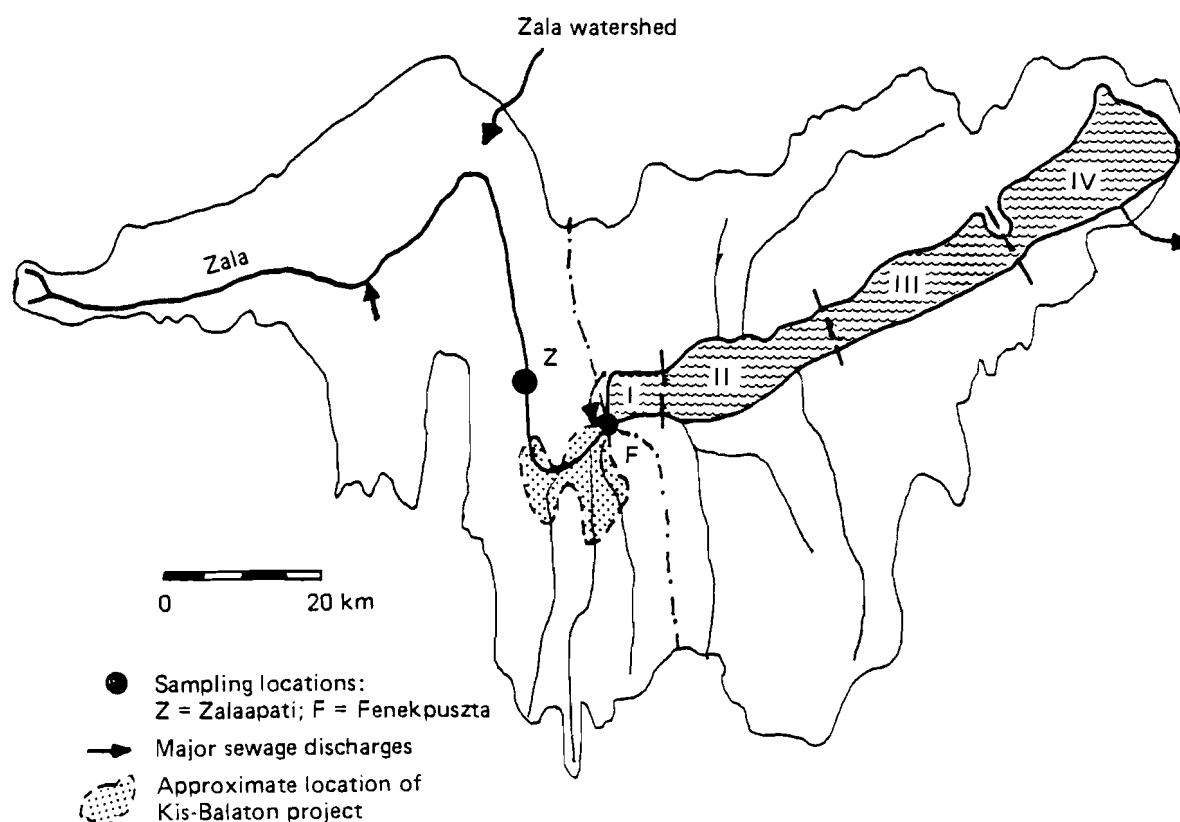 Zala watershed
Zala
IV
III
II
I
Z
F
0 20 km
Sampling locations:
Z = Zalaapati; F = Fenekpuszta
Major sewage discharges
Approximate location of
Kis-Balaton project